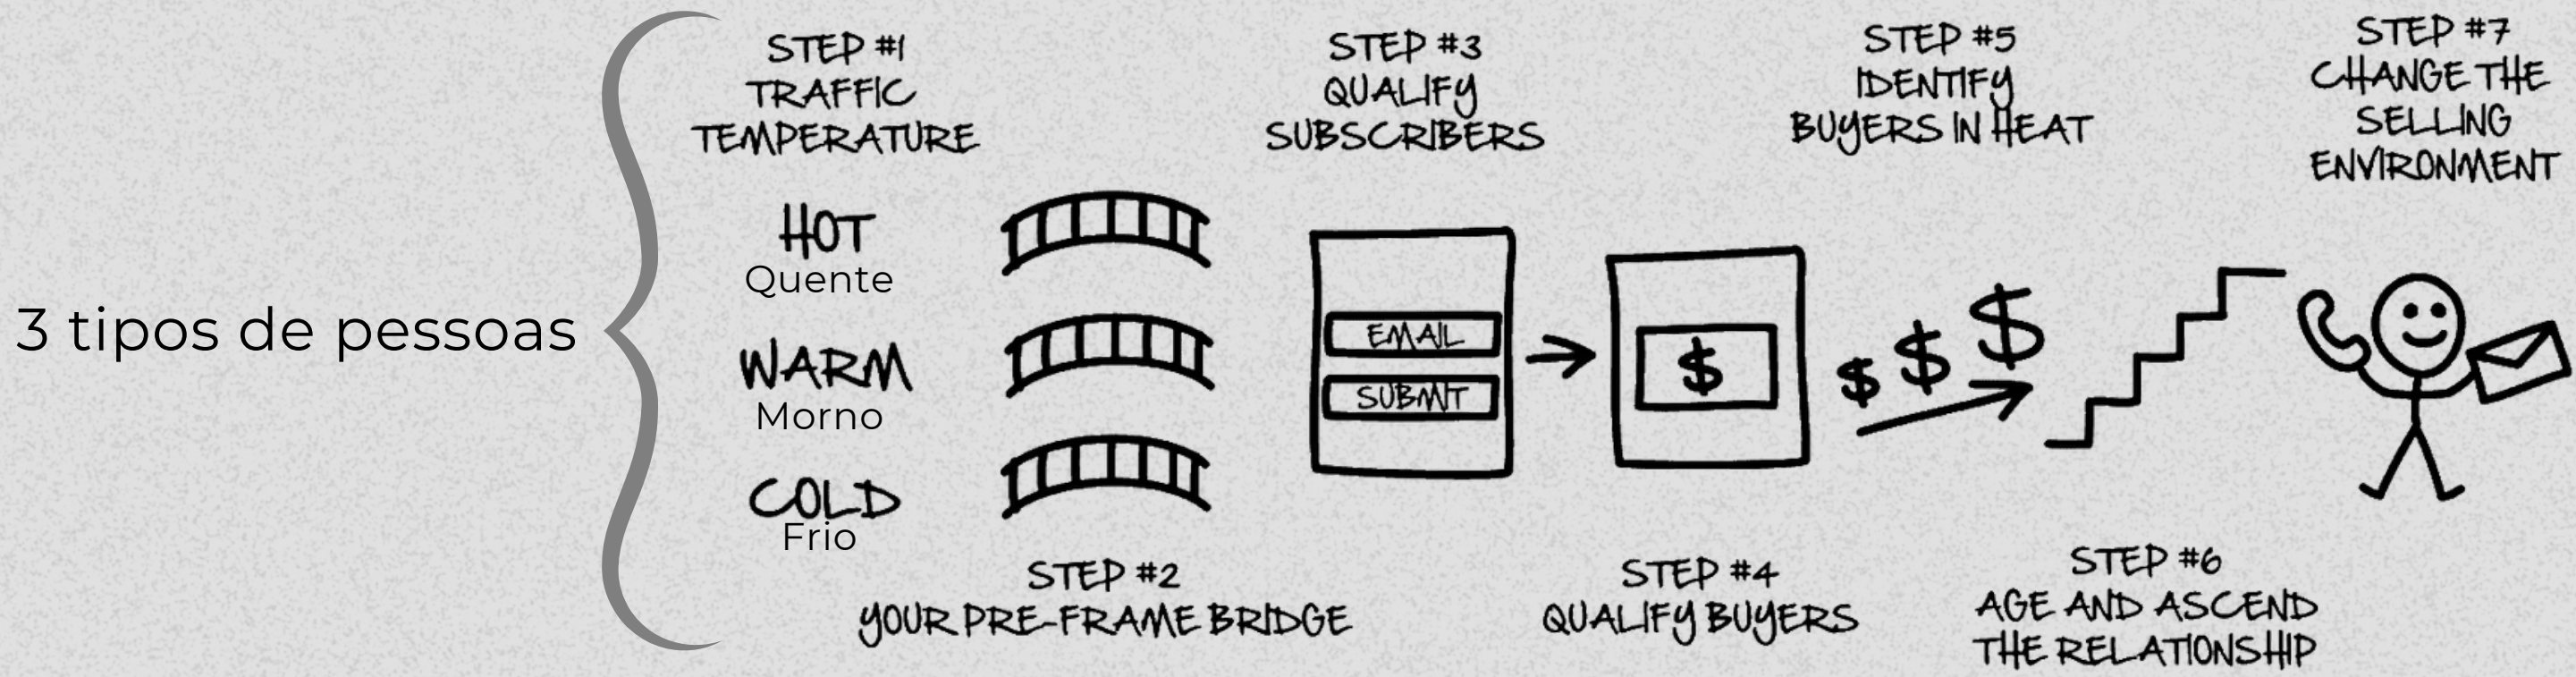 3 tipos de pessoas
STEP #1
TRAFFIC
TEMPERATURE
HOT
Quente
WARM
Morno
COLD
Frio
STEP #2
YOUR PRE-FRAME BRIDGE
STEP #3
QUALIFY
SUBSCRIBERS
EMAIL
SUBMIT
$
STEP #4
QUALIFY BUYERS
STEP #5
IDENTIFY
BUYERS IN HEAT
$ $ $
STEP #6
AGE AND ASCEND
THE RELATIONSHIP
STEP #7
CHANGE THE
SELLING
ENVIRONMENT